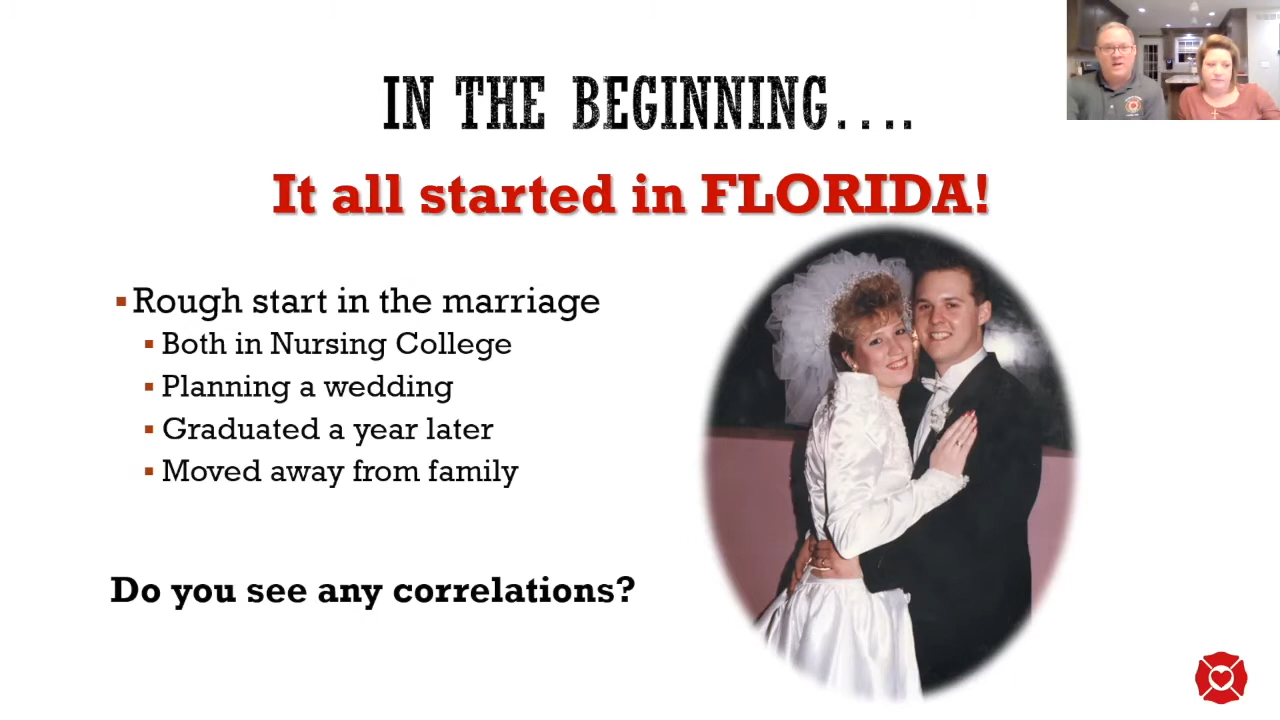 IN THE BEGINNING....
It all started in FLORIDA!
▪Rough start in the marriage
▪Both in Nursing College
▪Planning a wedding
▪Graduated a year later
▪Moved away from family
Do you see any correlations?